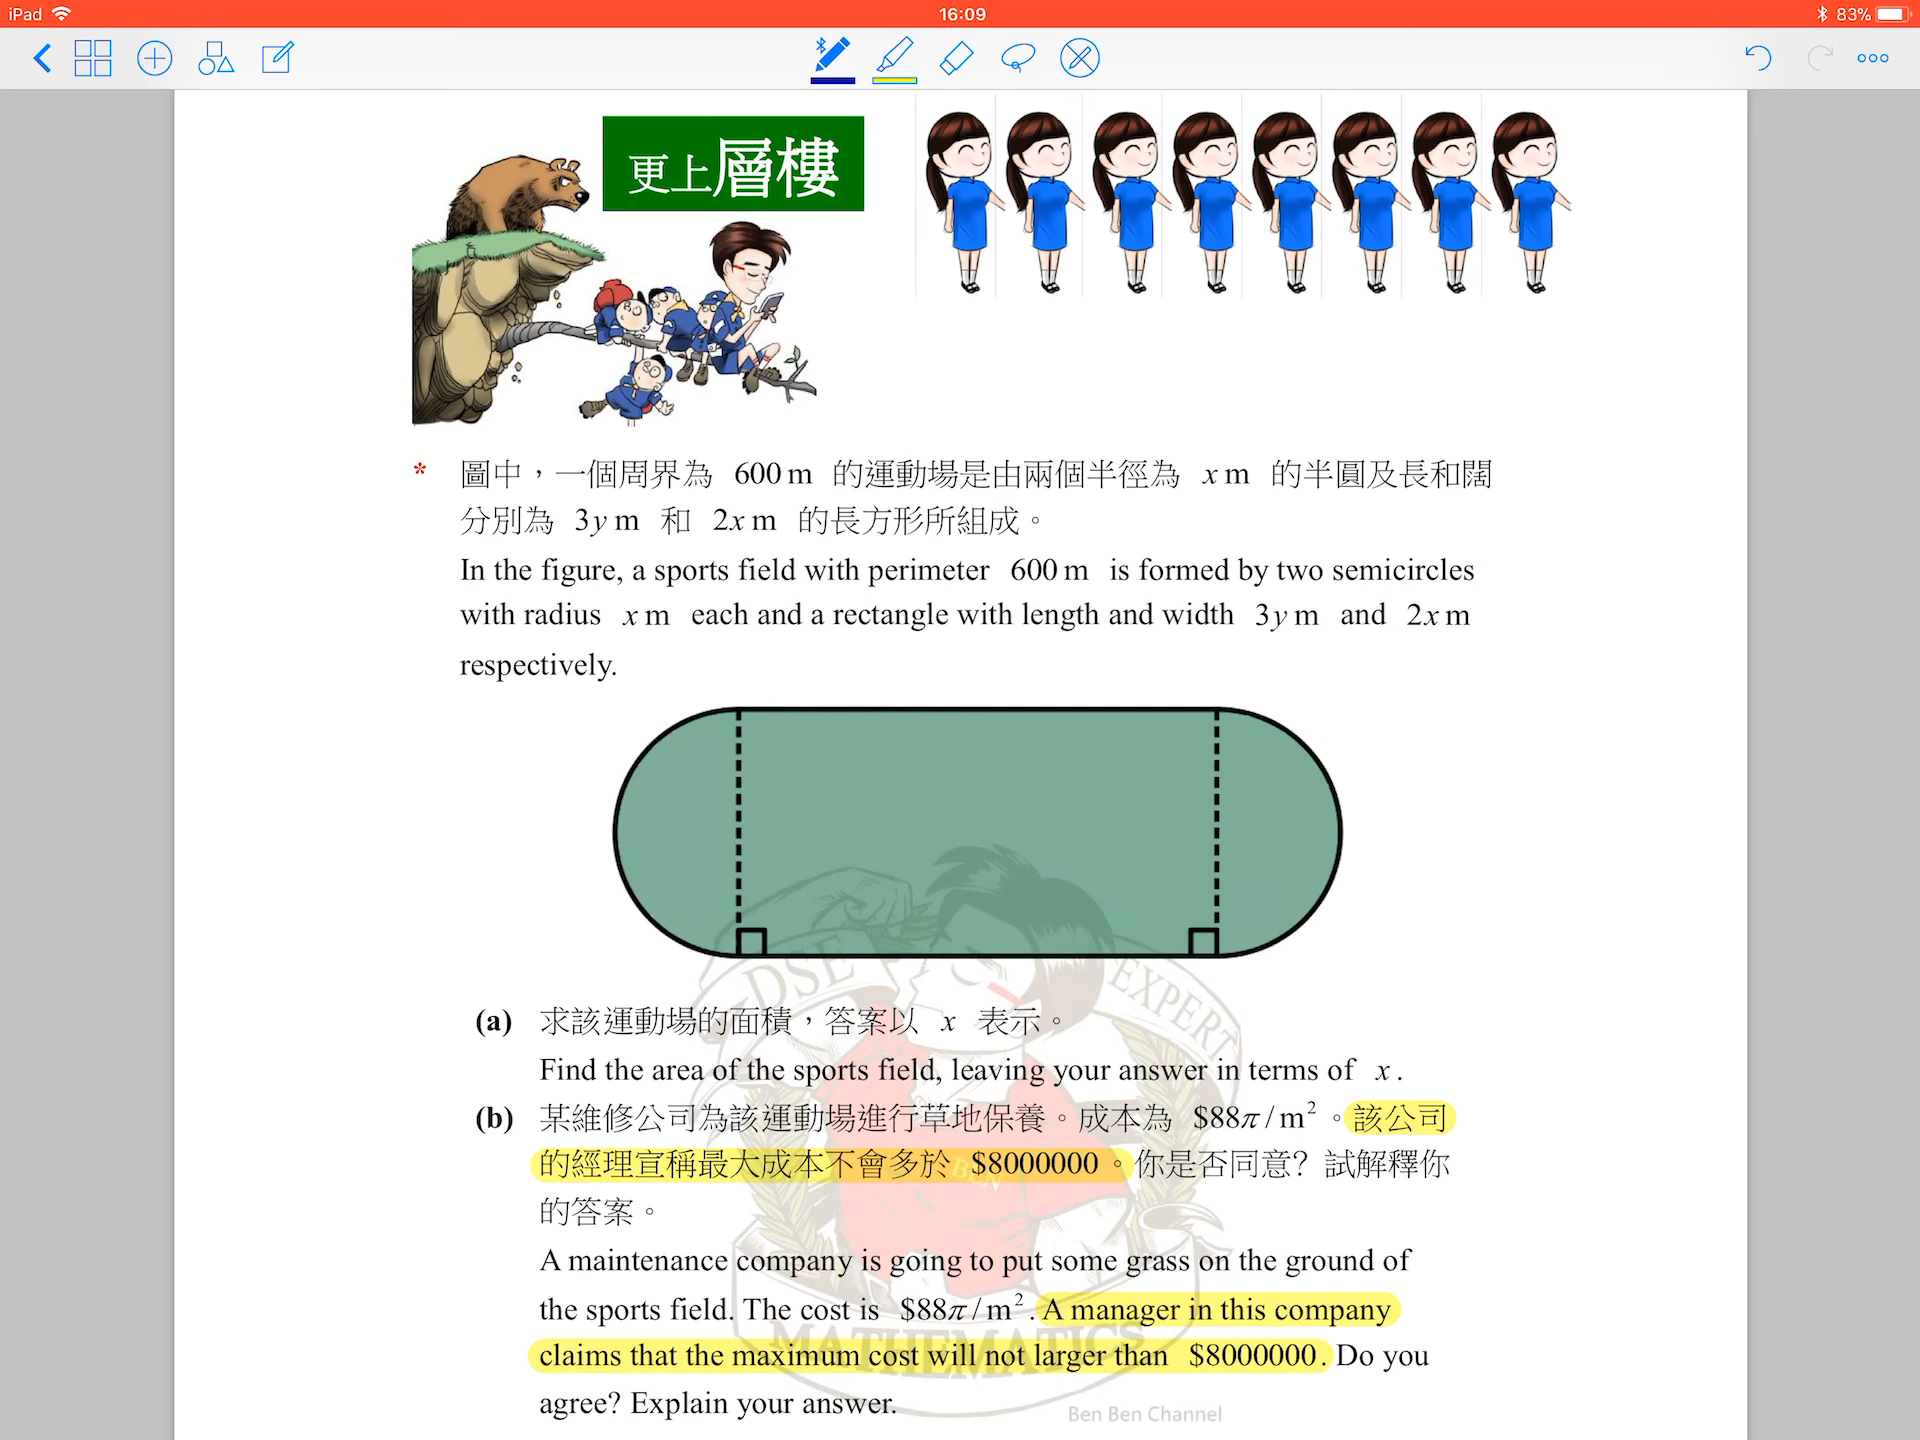 iPad 16:09 83%
更上層樓
* 圖中，一個周界為 600 m 的運動場是由兩個半徑為 x m 的半圓及長和闊
分別為 3y m 和 2x m 的長方形所組成。
In the figure, a sports field with perimeter 600 m is formed by two semicircles
with radius x m each and a rectangle with length and width 3y m and 2x m
respectively.
(a) 求該運動場的面積，答案以 x 表示。
Find the area of the sports field, leaving your answer in terms of x.
(b) 某維修公司為該運動場進行草地保養。成本為 $88π/m²。該公司
的經理宣稱最大成本不會多於 $8000000。你是否同意？試解釋你
的答案。
A maintenance company is going to put some grass on the ground of
the sports field. The cost is $88π/m². A manager in this company
claims that the maximum cost will not larger than $8000000. Do you
agree? Explain your answer.
DSE
EXPERT
BEN
MATHEMATICS
Ben Ben Channel